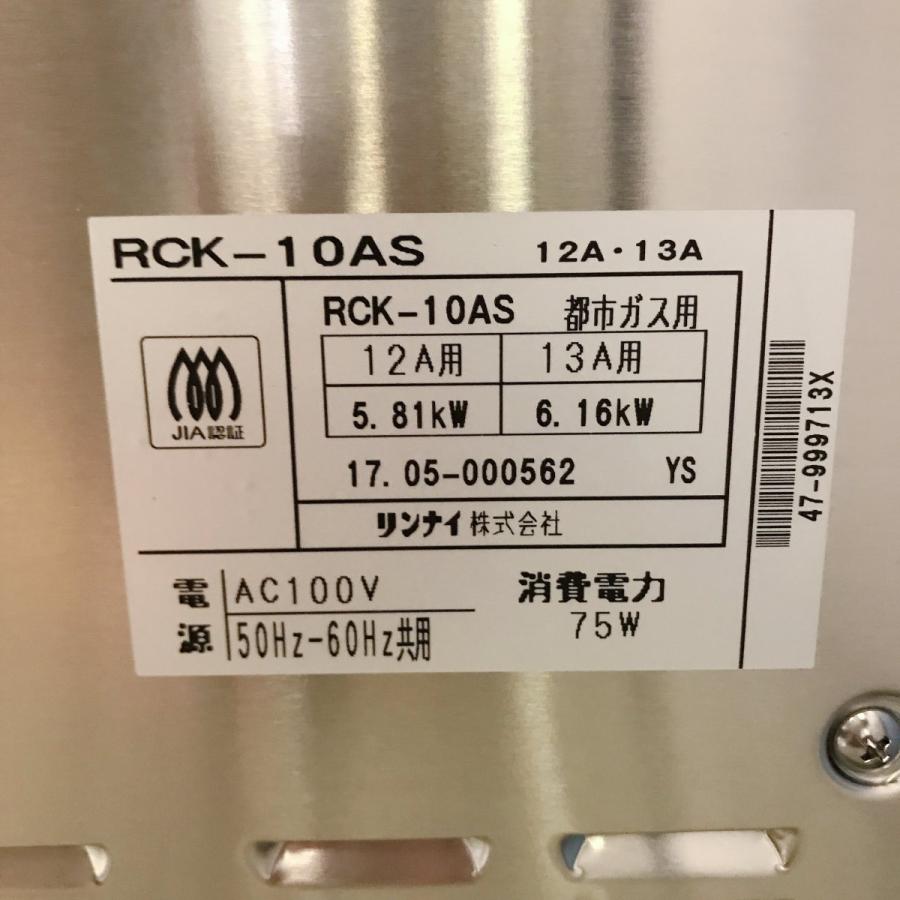 RCK-10AS 12A・13A
RCK-10AS 都市ガス用
12A用 13A用
5.81kW 6.16kW
JIA認証
17.05-000562 YS
リンナイ株式会社
電源 AC100V
50Hz-60Hz共用
消費電力
75W
47-999713X